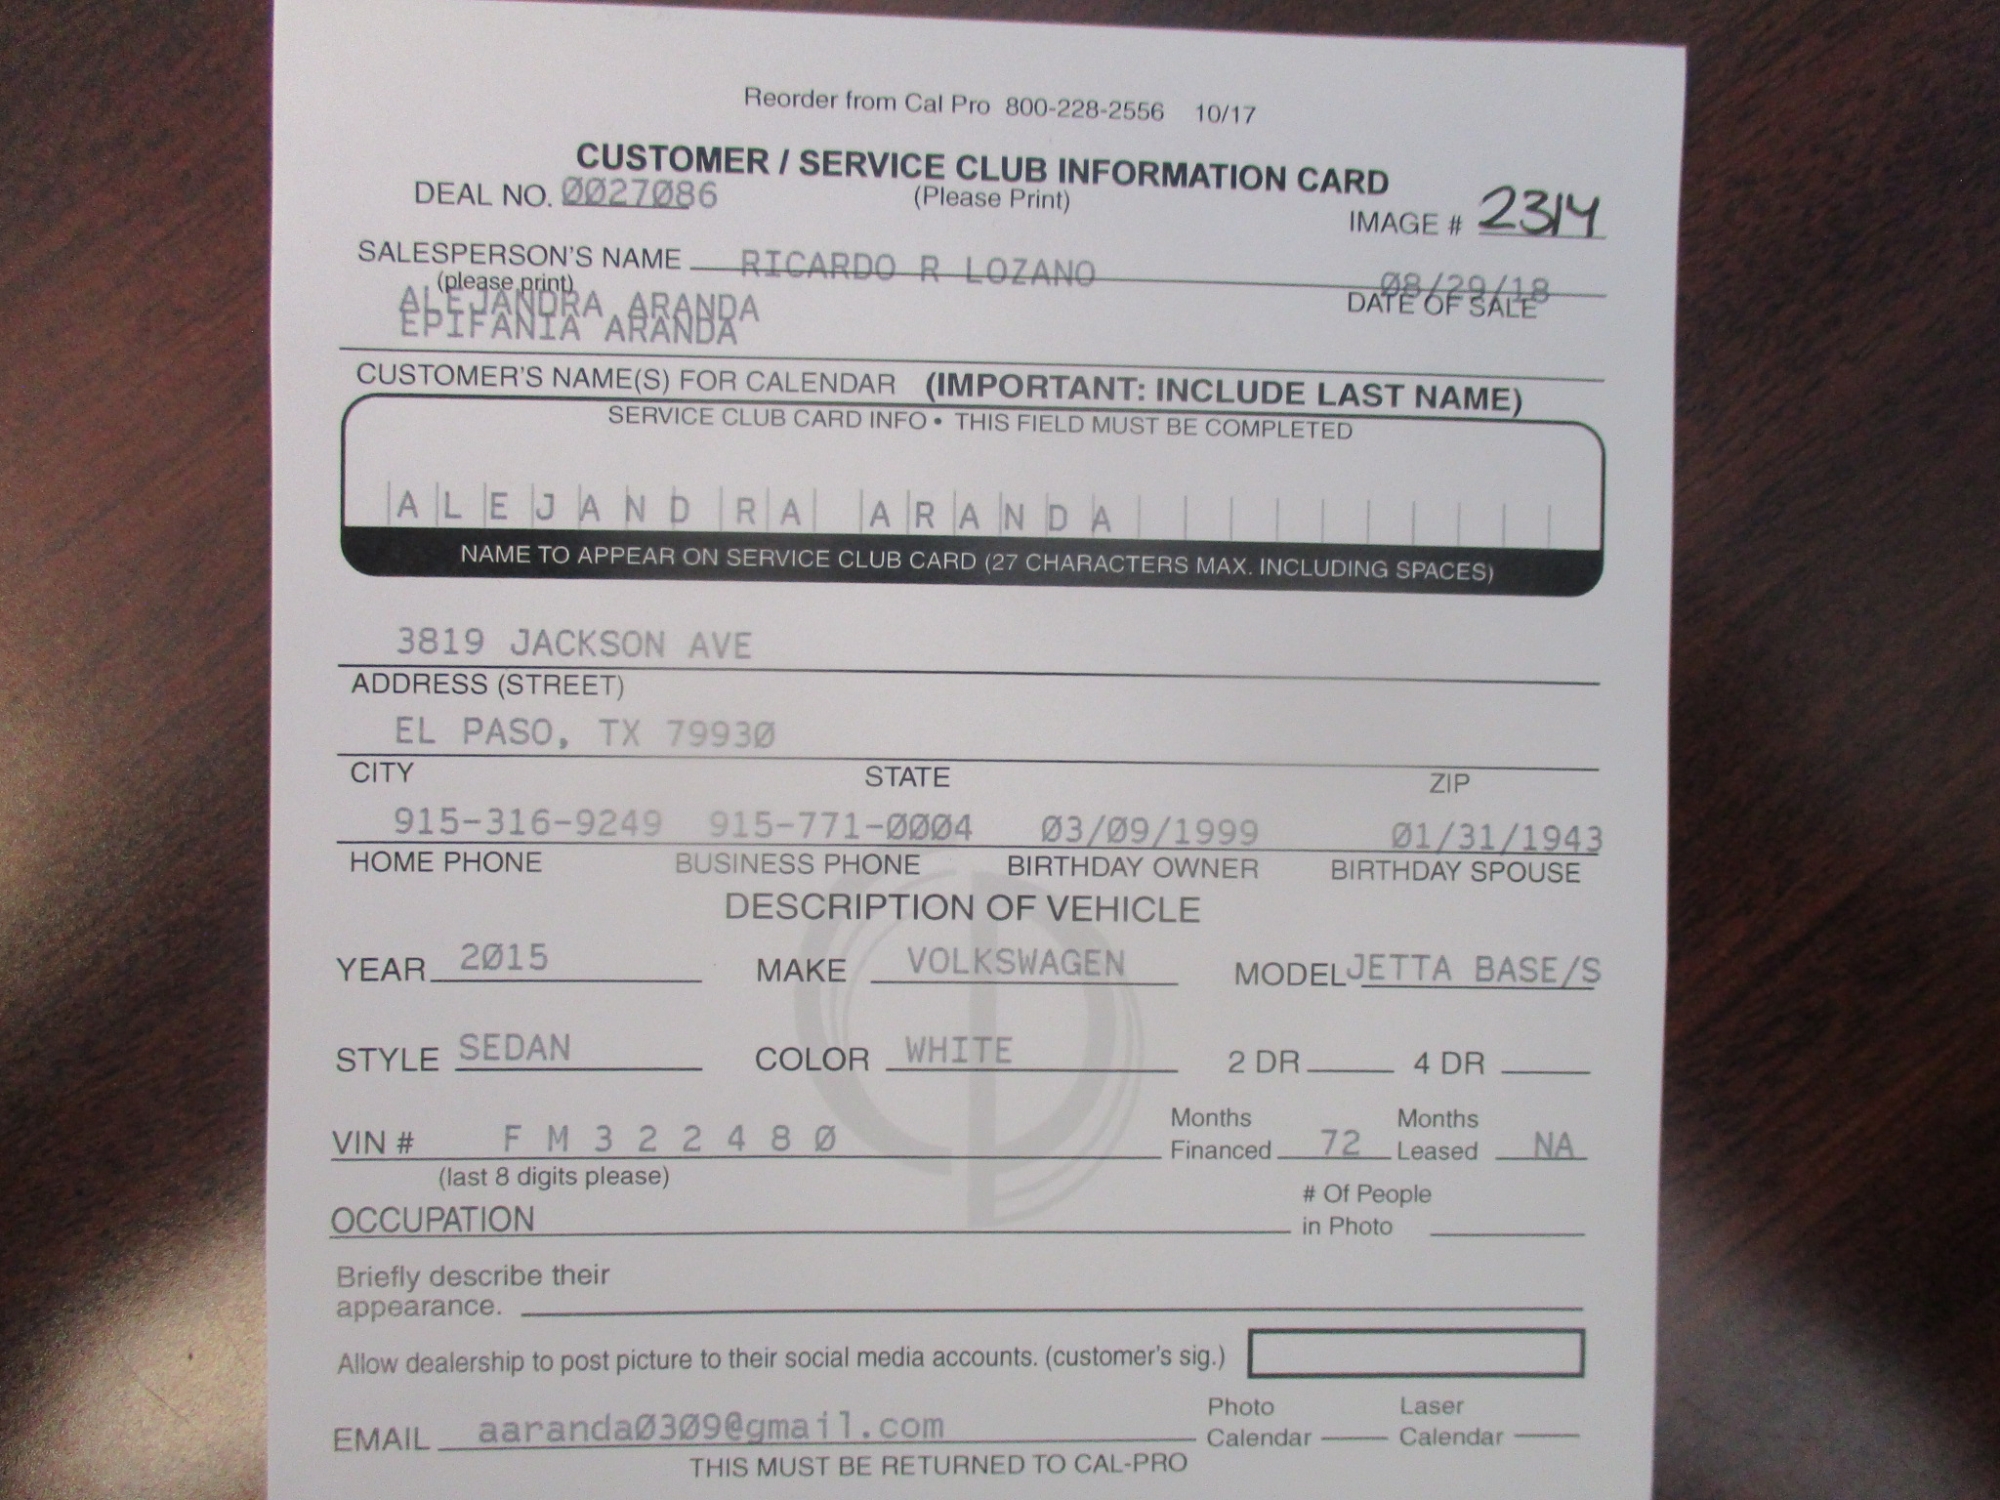 Reorder from Cal Pro 800-228-2556 10/17
CUSTOMER / SERVICE CLUB INFORMATION CARD
DEAL NO. 0027086 (Please Print) IMAGE # 2314
SALESPERSON'S NAME RICARDO R LOZANO 08/29/18
(please print) DATE OF SALE
ALEJANDRA ARANDA
EPIFANIA ARANDA
CUSTOMER'S NAME(S) FOR CALENDAR (IMPORTANT: INCLUDE LAST NAME)
SERVICE CLUB CARD INFO • THIS FIELD MUST BE COMPLETED
ALEJANDRA ARANDA
NAME TO APPEAR ON SERVICE CLUB CARD (27 CHARACTERS MAX. INCLUDING SPACES)
3819 JACKSON AVE
ADDRESS (STREET)
EL PASO, TX 79930
CITY STATE ZIP
915-316-9249 915-771-0004 03/09/1999 01/31/1943
HOME PHONE BUSINESS PHONE BIRTHDAY OWNER BIRTHDAY SPOUSE
DESCRIPTION OF VEHICLE
YEAR 2015 MAKE VOLKSWAGEN MODEL JETTA BASE/S
STYLE SEDAN COLOR WHITE 2 DR 4 DR
VIN # F M 3 2 2 4 8 0 Months Financed 72 Months Leased NA
(last 8 digits please)
OCCUPATION # Of People in Photo
Briefly describe their
appearance.
Allow dealership to post picture to their social media accounts. (customer's sig.)
EMAIL aaranda0309@gmail.com Photo Calendar Laser Calendar
THIS MUST BE RETURNED TO CAL-PRO